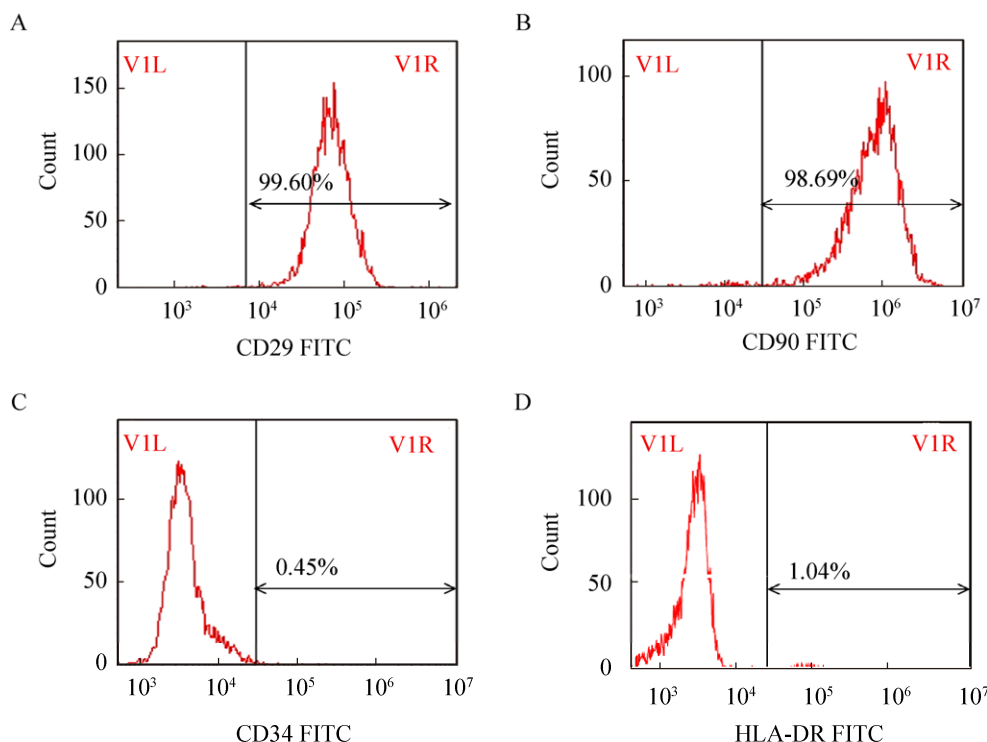 A
V1L
V1R
150
100
50
0
Count
99.60%
10³ 10⁴ 10⁵ 10⁶
CD29 FITC
B
V1L
V1R
100
50
0
Count
98.69%
10³ 10⁴ 10⁵ 10⁶ 10⁷
CD90 FITC
C
V1L
V1R
100
50
0
Count
0.45%
10³ 10⁴ 10⁵ 10⁶ 10⁷
CD34 FITC
D
V1L
V1R
100
50
0
Count
1.04%
10³ 10⁴ 10⁵ 10⁶ 10⁷
HLA-DR FITC